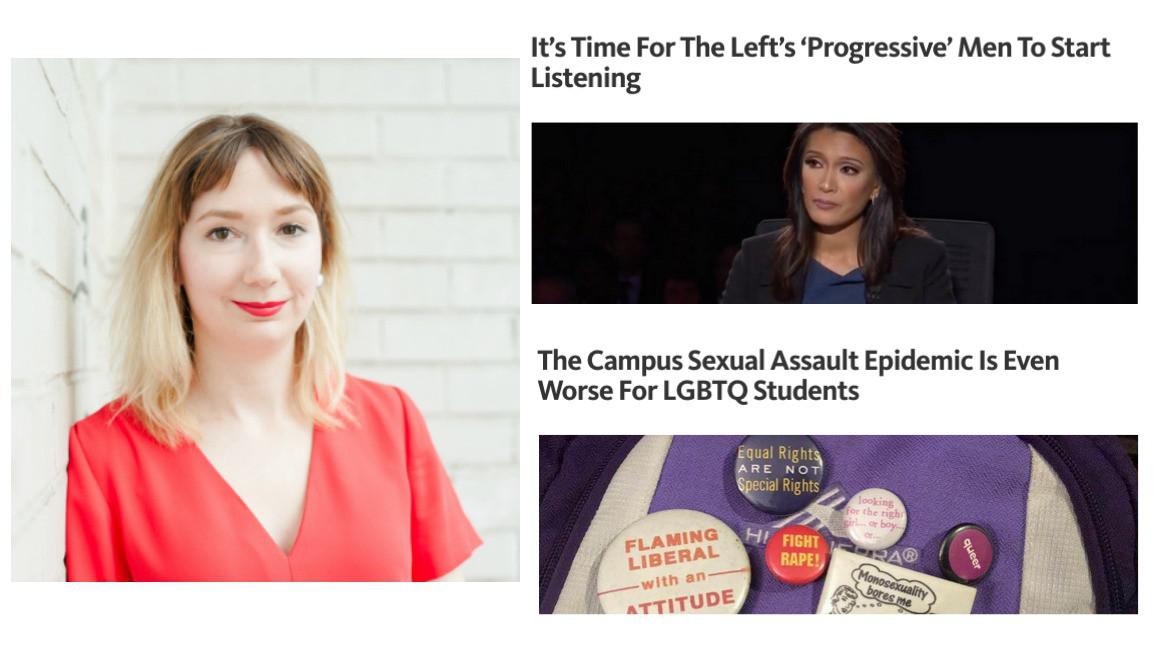 It's Time For The Left's ‘Progressive’ Men To Start
Listening
The Campus Sexual Assault Epidemic Is Even
Worse For LGBTQ Students
Equal Rights
ARE NOT
Special Rights
looking
for the right
girl... or boy...
or...
FLAMING
LIBERAL
with an
ATTITUDE
FIGHT
RAPE!
queer
Monosexuality
bores me